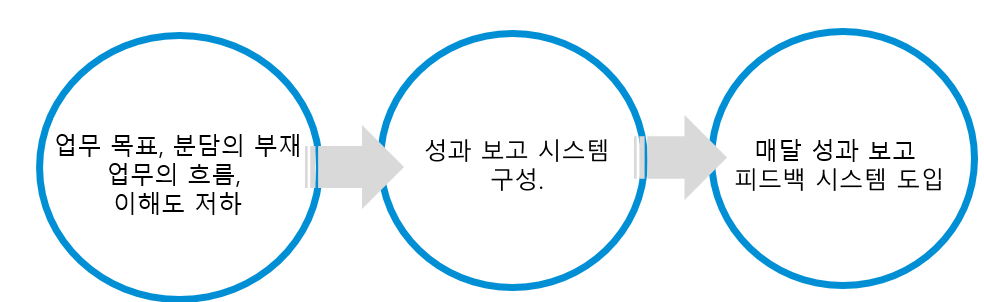 업무 목표, 분담의 부재
업무의 흐름,
이해도 저하
성과 보고 시스템
구성.
매달 성과 보고
피드백 시스템 도입